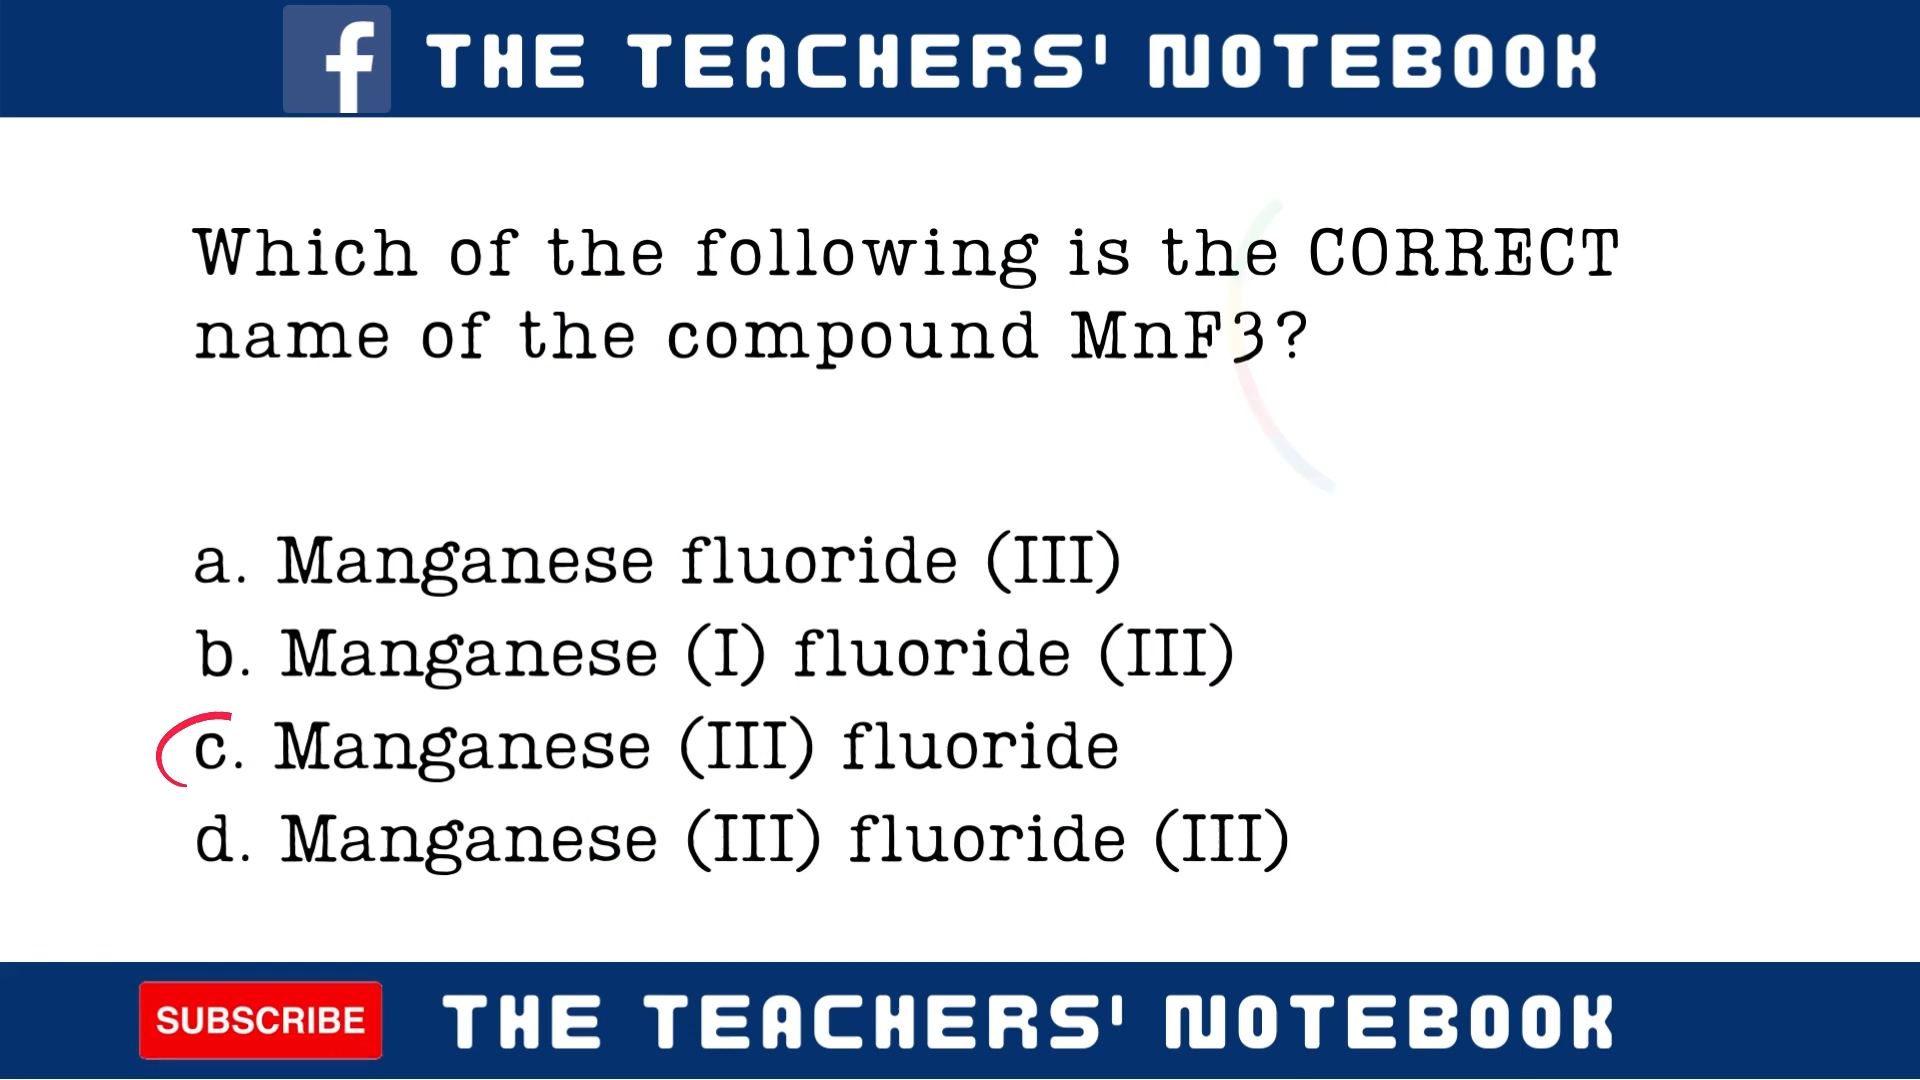 THE TEACHERS' NOTEBOOK
Which of the following is the CORRECT
name of the compound MnF3?
a. Manganese fluoride (III)
b. Manganese (I) fluoride (III)
c. Manganese (III) fluoride
d. Manganese (III) fluoride (III)
SUBSCRIBE THE TEACHERS' NOTEBOOK